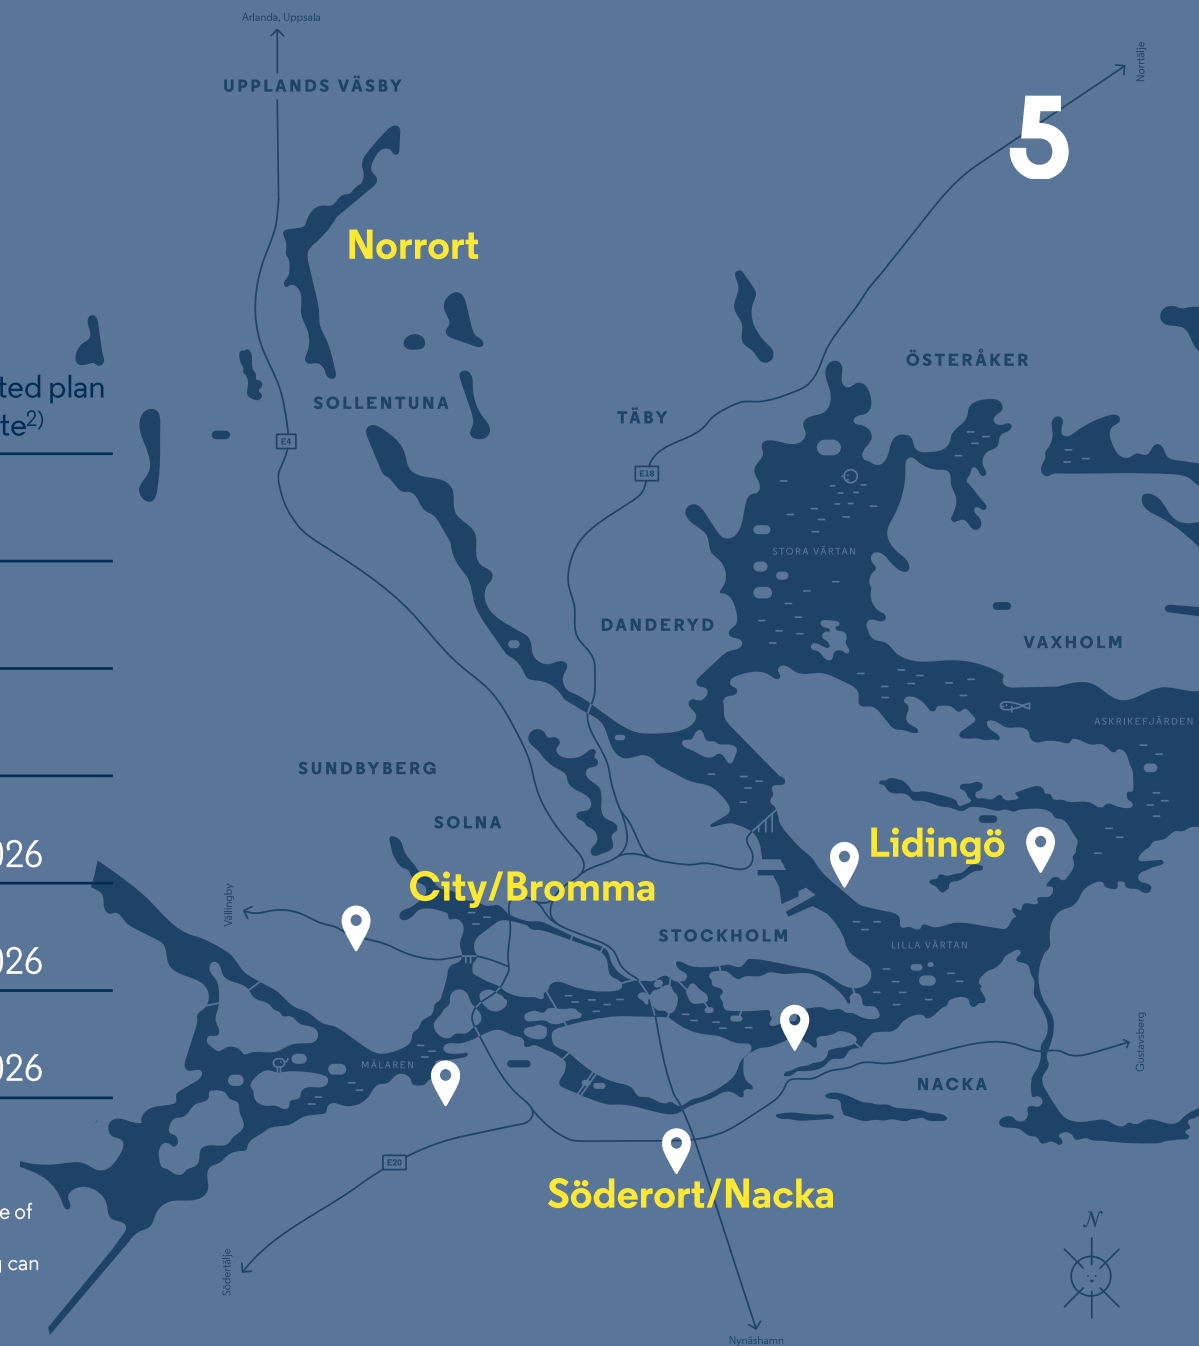 Arlanda, Uppsala
Norrtälje
UPPLANDS VÄSBY
5
Norrort
ÖSTERÅKER
ted plan
te2)
SOLLENTUNA
TÄBY
E4
E18
STORA VÄRTAN
DANDERYD
VAXHOLM
ASKRIKEFJÄRDEN
SUNDBYBERG
SOLNA
Lidingö
026
City/Bromma
Vällingby
STOCKHOLM
LILLA VÄRTAN
026
Gustavsberg
MÄLAREN
026
NACKA
E20
Söderort/Nacka
e of
N
g can
Södertälje
Nynäshamn